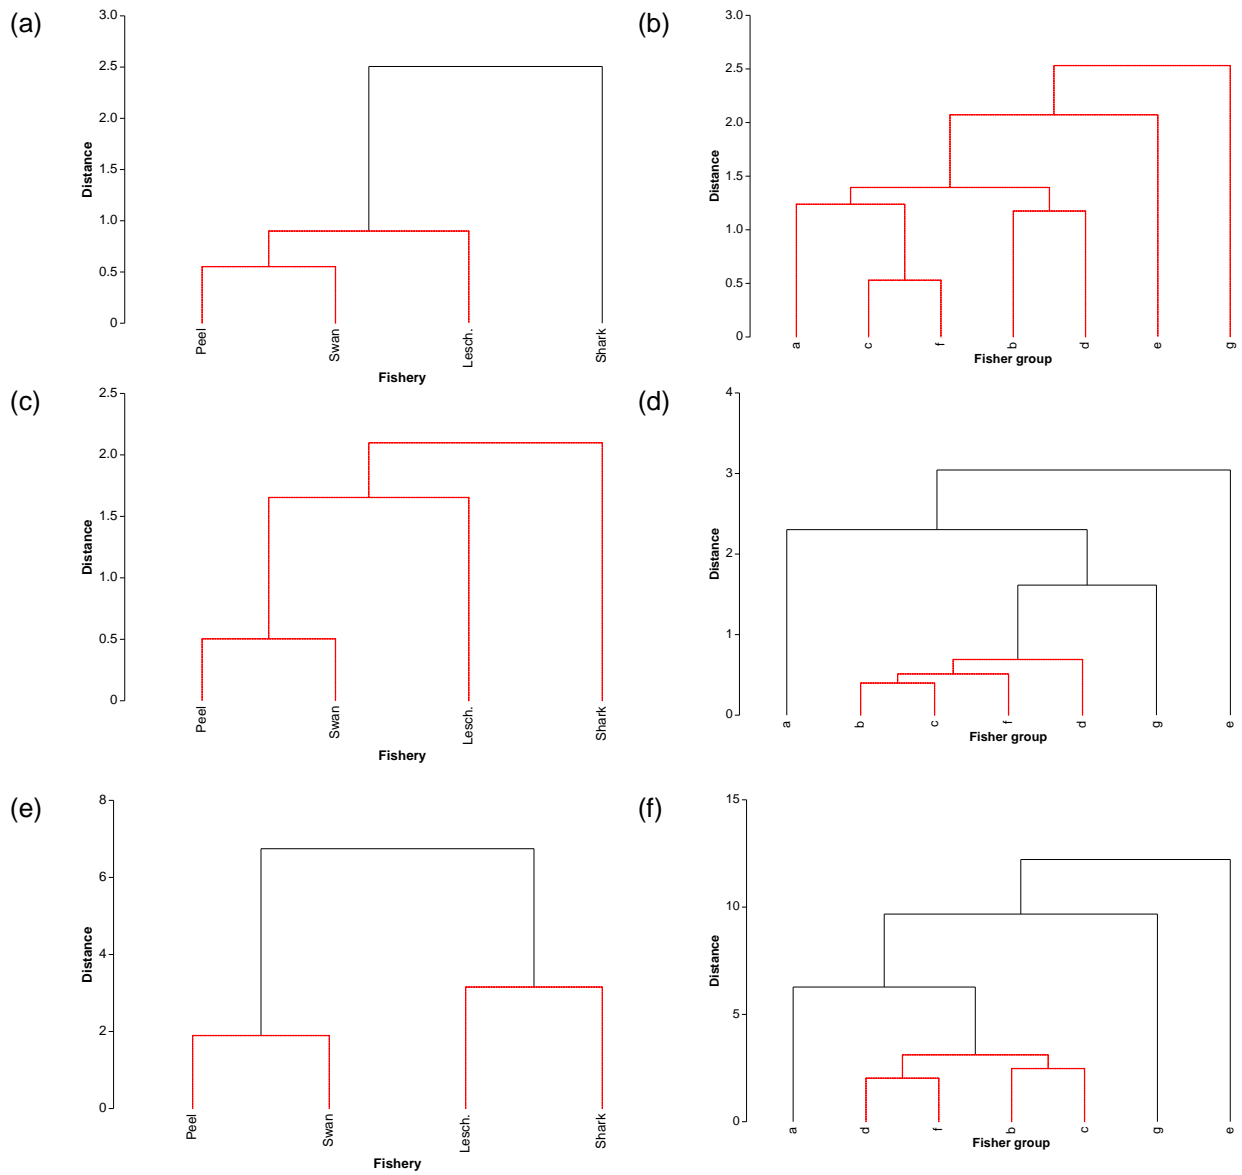 (a)
3.0
2.5
2.0
1.5
1.0
0.5
0
Distance
Peel
Swan
Lesch.
Shark
Fishery
(b)
3.0
2.5
2.0
1.5
1.0
0.5
0
Distance
a
c
f
b
d
e
g
Fisher group
(c)
2.5
2.0
1.5
1.0
0.5
0
Distance
Peel
Swan
Lesch.
Shark
Fishery
(d)
4
3
2
1
0
Distance
a
b
c
f
d
g
e
Fisher group
(e)
8
6
4
2
0
Distance
Peel
Swan
Lesch.
Shark
Fishery
(f)
15
10
5
0
Distance
a
d
f
b
c
g
e
Fisher group